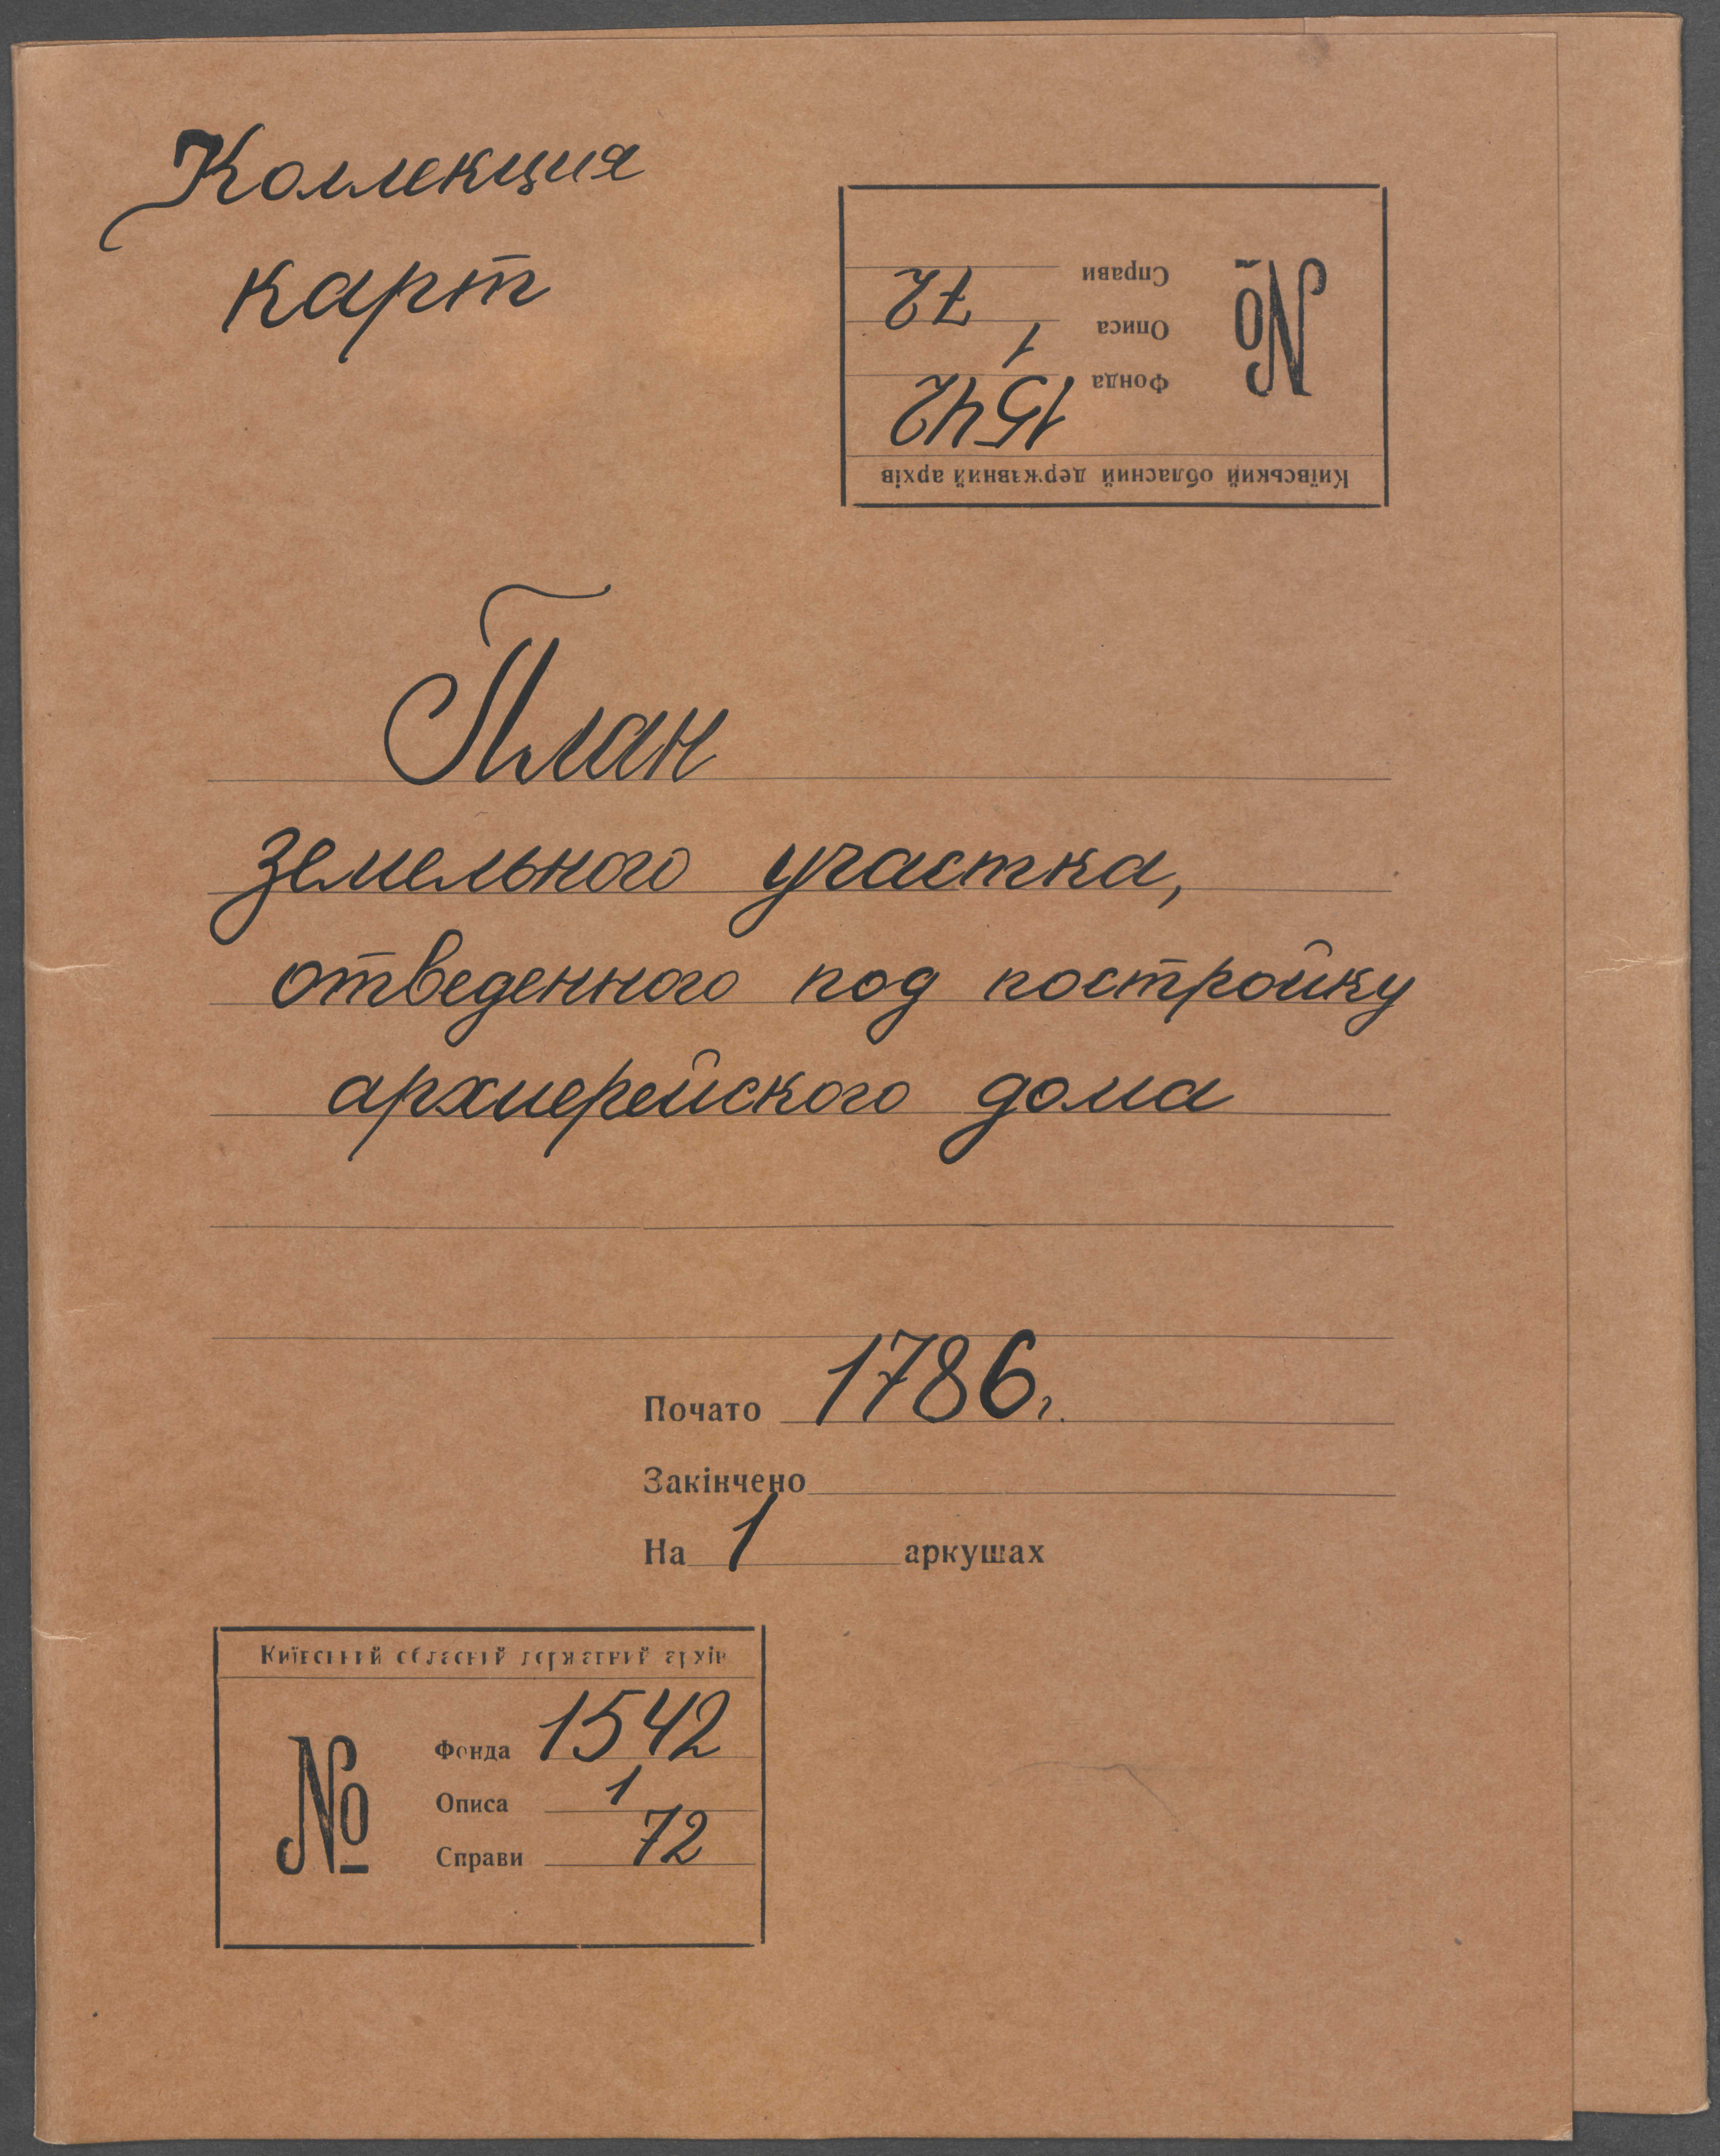 Коллекция
карт
Київський обласний державний архів
№
Фонда 1542
Описа 1
Справи 72
План
земельного участка,
отведенного под постройку
архиерейского дома
Почато 1786 г.
Закінчено
На 1 аркушах
Київський обласний державний архів
№
Фонда 1542
Описа 1
Справи 72